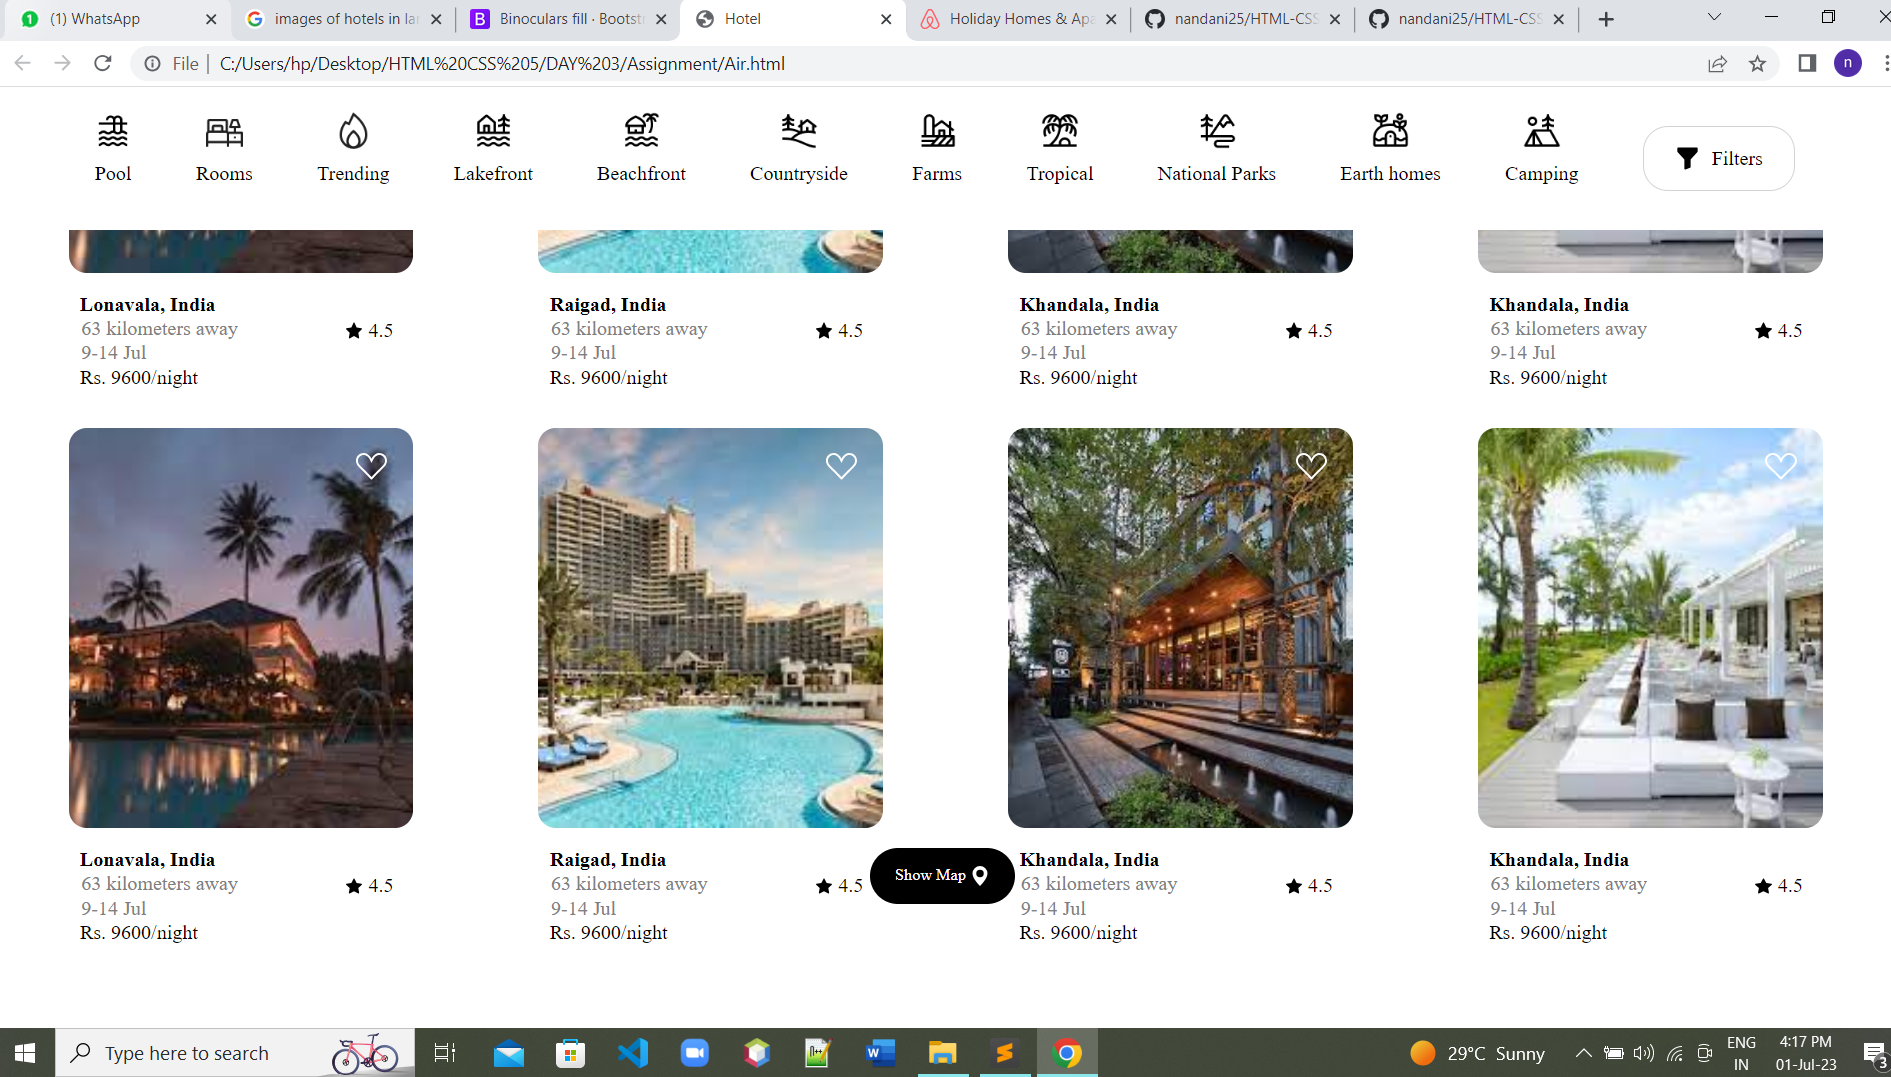 (1) WhatsApp
images of hotels in lar
Binoculars fill · Bootstr
Hotel
Holiday Homes & Apa
nandani25/HTML-CSS
nandani25/HTML-CSS
File
C:/Users/hp/Desktop/HTML%20CSS%205/DAY%203/Assignment/Air.html
n
Pool
Rooms
Trending
Lakefront
Beachfront
Countryside
Farms
Tropical
National Parks
Earth homes
Camping
Filters
Lonavala, India
63 kilometers away
4.5
9-14 Jul
Rs. 9600/night
Raigad, India
63 kilometers away
4.5
9-14 Jul
Rs. 9600/night
Khandala, India
63 kilometers away
4.5
9-14 Jul
Rs. 9600/night
Khandala, India
63 kilometers away
4.5
9-14 Jul
Rs. 9600/night
Lonavala, India
63 kilometers away
4.5
9-14 Jul
Rs. 9600/night
Raigad, India
63 kilometers away
4.5
9-14 Jul
Rs. 9600/night
Show Map
Khandala, India
63 kilometers away
4.5
9-14 Jul
Rs. 9600/night
Khandala, India
63 kilometers away
4.5
9-14 Jul
Rs. 9600/night
Type here to search
29°C Sunny
ENG
IN
4:17 PM
01-Jul-23
3